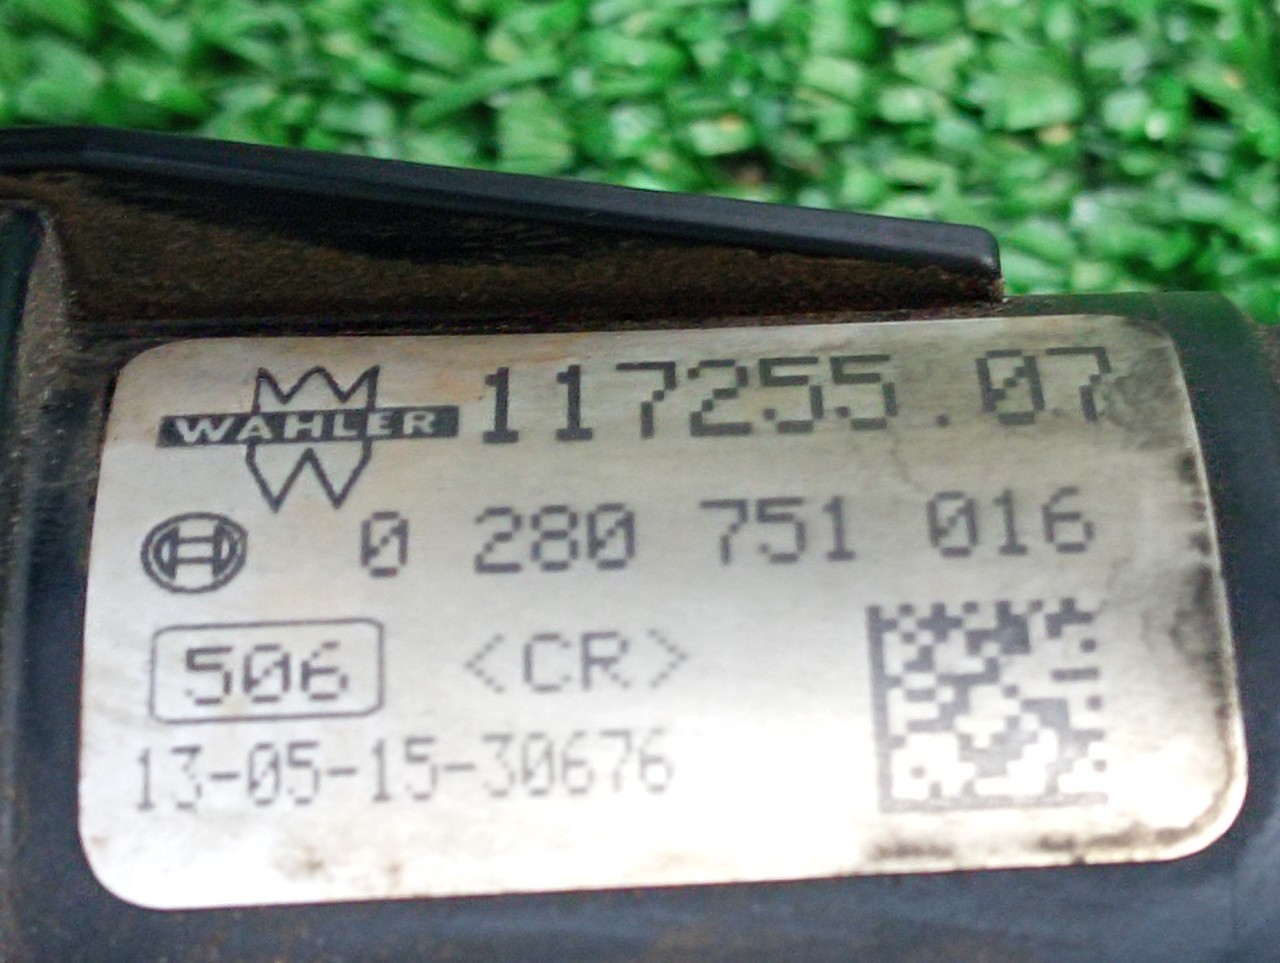 WAHLER 117255.07
0 280 751 016
506 <CR>
13-05-15-30676